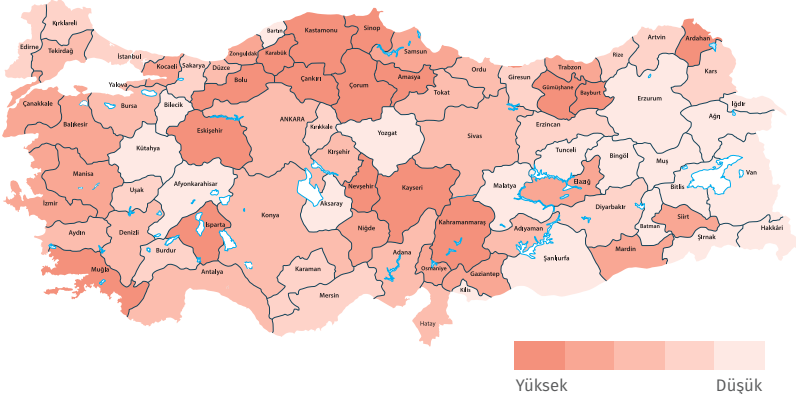 Kırklareli
Edirne
Tekirdağ
İstanbul
Yalova
Kocaeli
Sakarya
Düzce
Zonguldak
Bartın
Karabük
Kastamonu
Sinop
Samsun
Bolu
Çankırı
Çorum
Amasya
Tokat
Ordu
Giresun
Trabzon
Gümüşhane
Bayburt
Rize
Artvin
Ardahan
Kars
Iğdır
Ağrı
Erzurum
Erzincan
Çanakkale
Balıkesir
Bursa
Bilecik
Eskişehir
ANKARA
Kırıkkale
Yozgat
Sivas
Kütahya
Kırşehir
Tunceli
Bingöl
Muş
Bitlis
Van
Manisa
Uşak
Afyonkarahisar
Aksaray
Nevşehir
Kayseri
Malatya
Elazığ
Diyarbakır
Batman
Siirt
Hakkâri
Şırnak
İzmir
Aydın
Denizli
Isparta
Burdur
Konya
Niğde
Kahramanmaraş
Adıyaman
Mardin
Şanlıurfa
Muğla
Antalya
Karaman
Mersin
Adana
Osmaniye
Gaziantep
Kilis
Hatay
Yüksek
Düşük